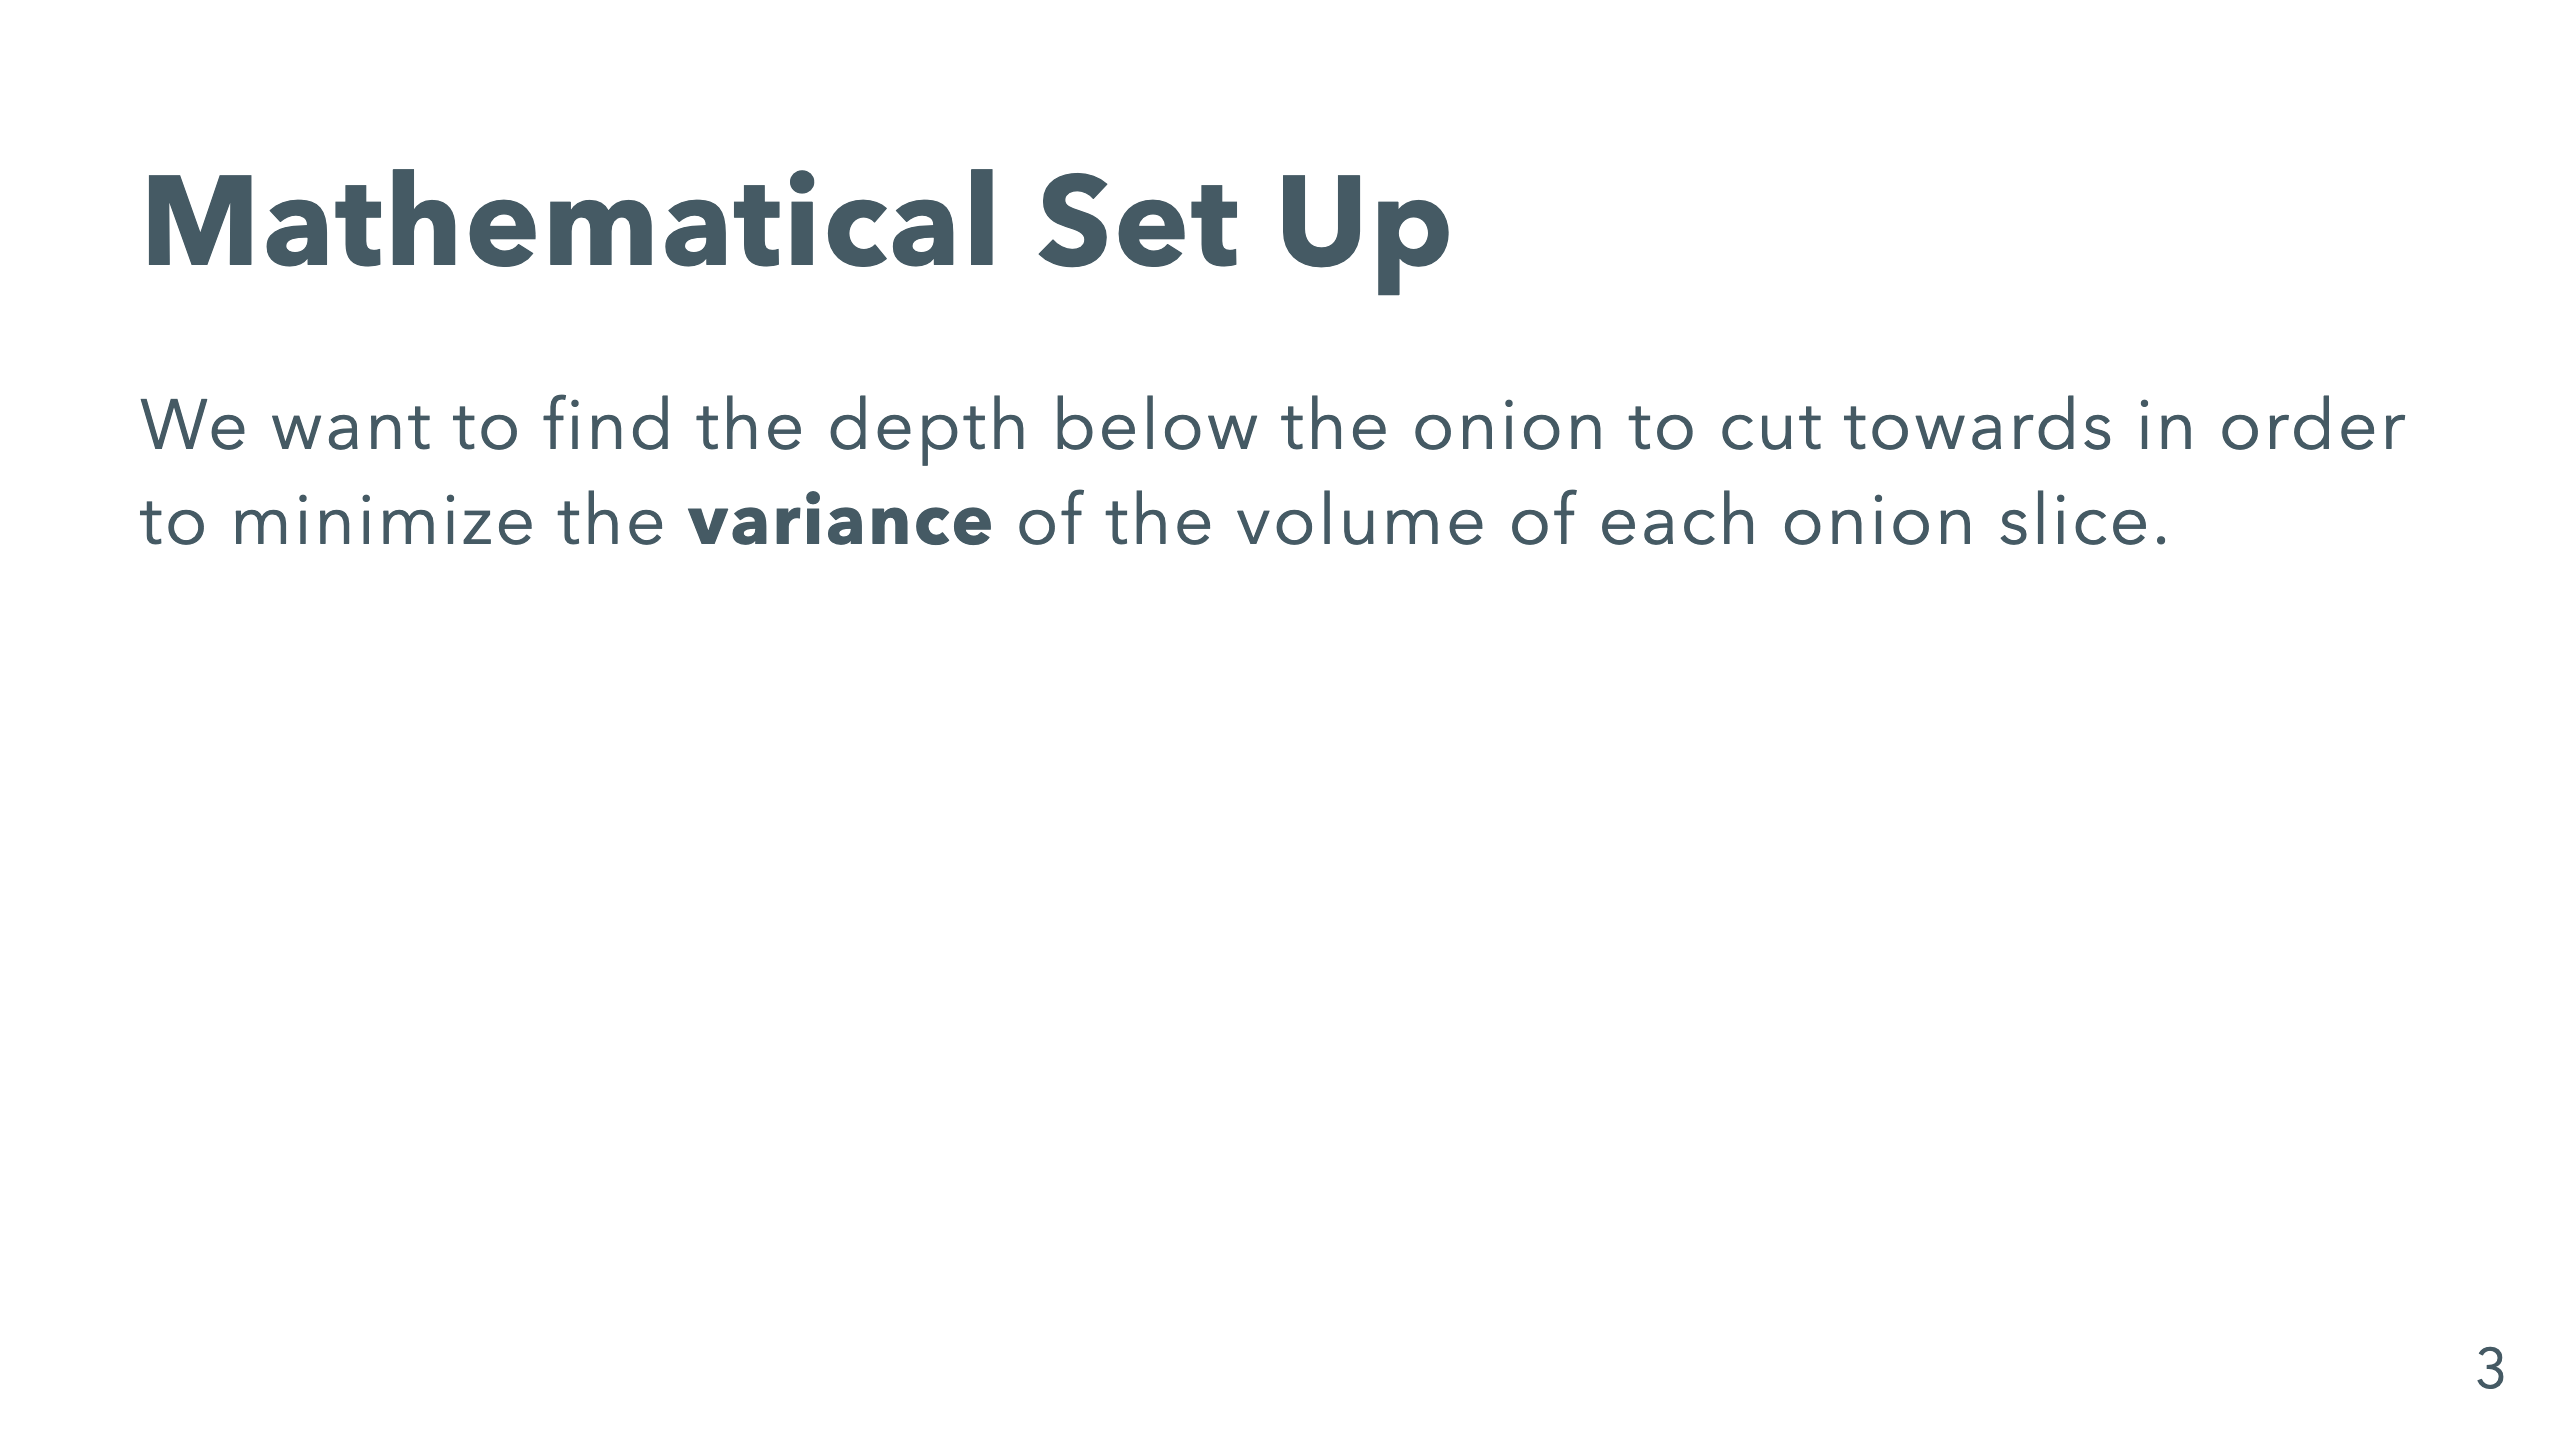 Mathematical Set Up
We want to find the depth below the onion to cut towards in order
to minimize the variance of the volume of each onion slice.
3